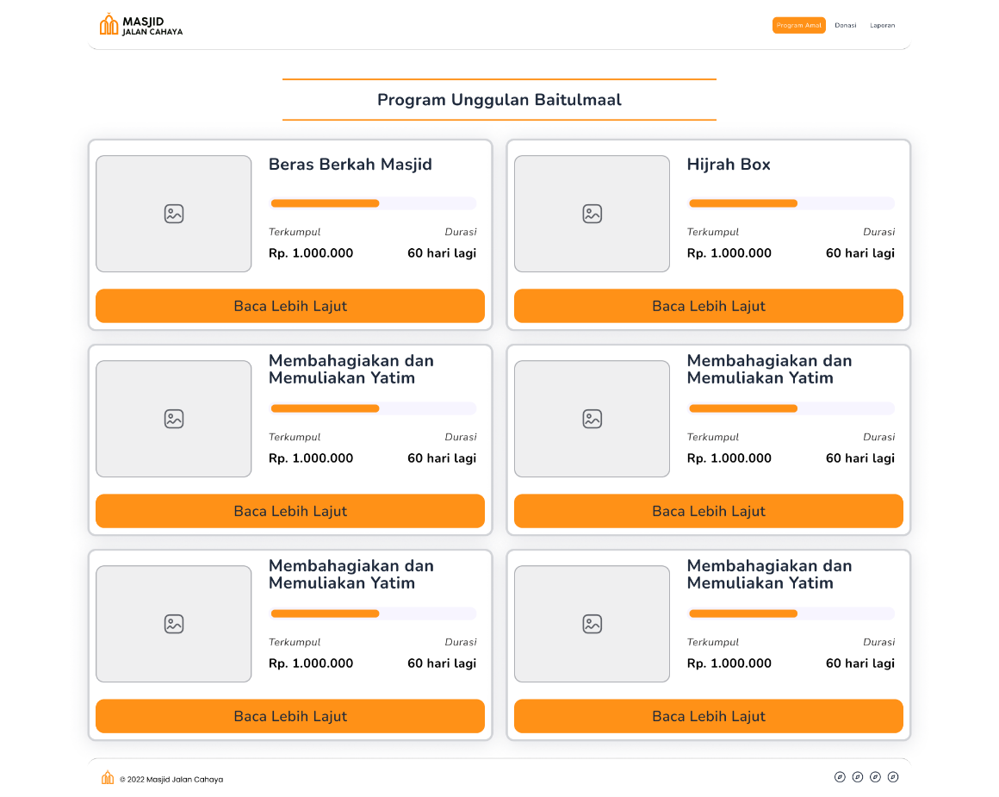 MASJID
JALAN CAHAYA
Program Amal Donasi Laporan
Program Unggulan Baitulmaal
Beras Berkah Masjid
Terkumpul Durasi
Rp. 1.000.000 60 hari lagi
Baca Lebih Lajut
Hijrah Box
Terkumpul Durasi
Rp. 1.000.000 60 hari lagi
Baca Lebih Lajut
Membahagiakan dan
Memuliakan Yatim
Terkumpul Durasi
Rp. 1.000.000 60 hari lagi
Baca Lebih Lajut
Membahagiakan dan
Memuliakan Yatim
Terkumpul Durasi
Rp. 1.000.000 60 hari lagi
Baca Lebih Lajut
Membahagiakan dan
Memuliakan Yatim
Terkumpul Durasi
Rp. 1.000.000 60 hari lagi
Baca Lebih Lajut
Membahagiakan dan
Memuliakan Yatim
Terkumpul Durasi
Rp. 1.000.000 60 hari lagi
Baca Lebih Lajut
© 2022 Masjid Jalan Cahaya